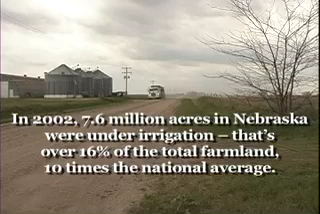 In 2002, 7.6 million acres in Nebraska
were under irrigation – that's
over 16% of the total farmland,
10 times the national average.